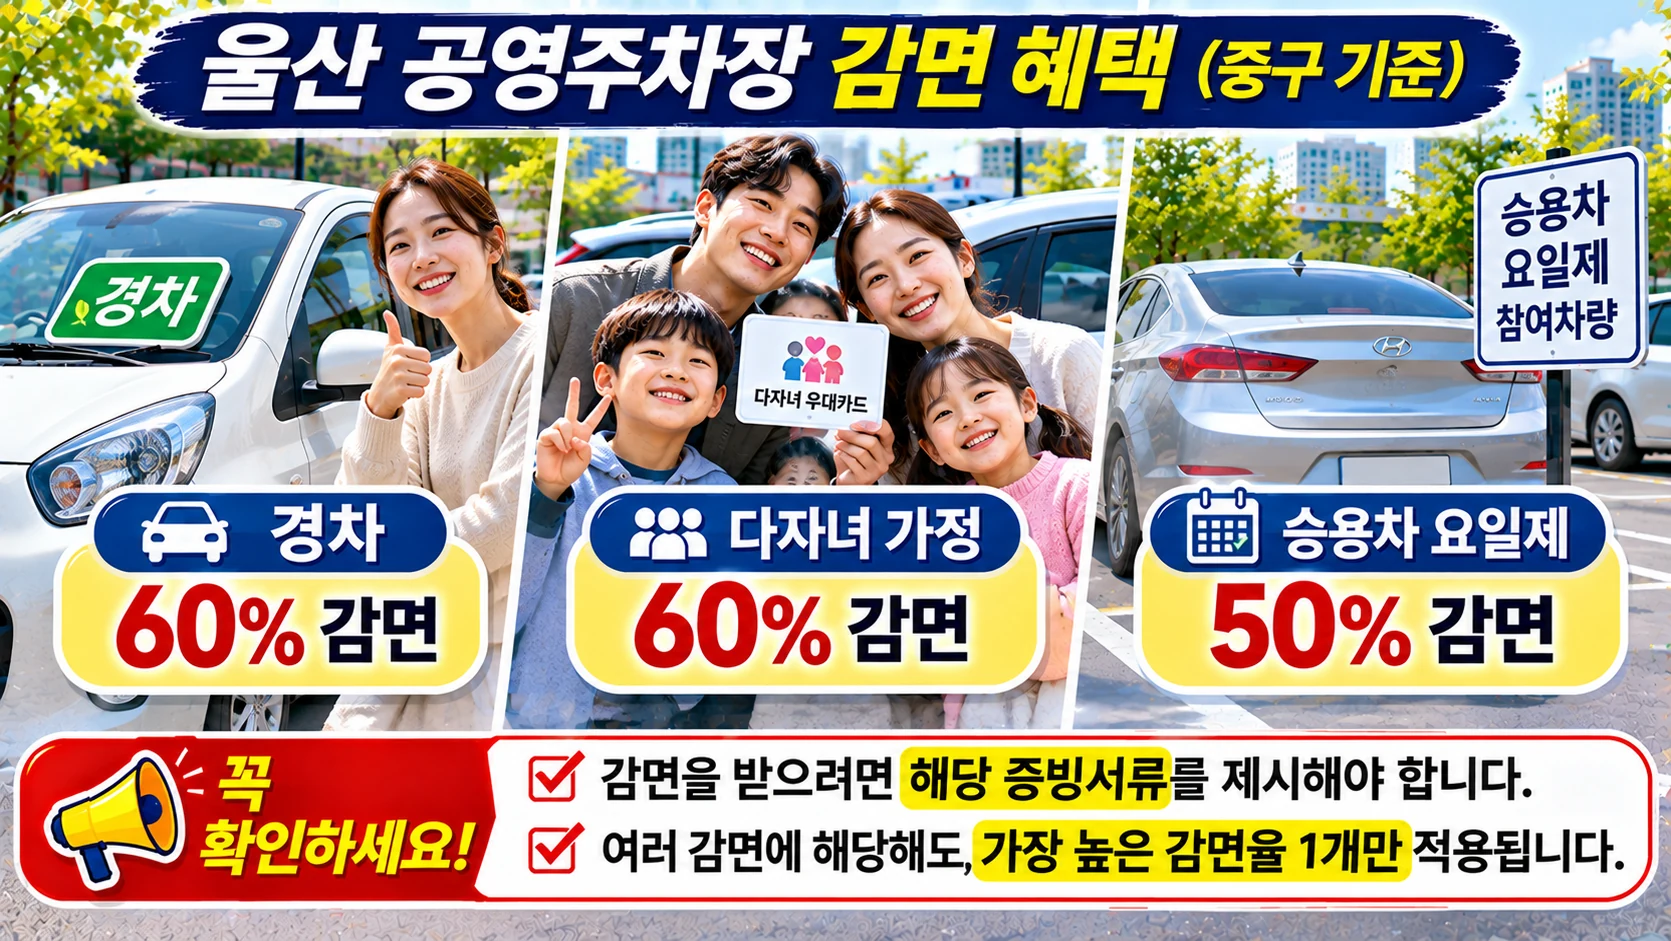 울산 공영주차장 감면 혜택 (중구 기준)
경차
다자녀 우대카드
승용차
요일제
참여차량
경차
60% 감면
다자녀 가정
60% 감면
승용차 요일제
50% 감면
꼭
확인하세요!
감면을 받으려면 해당 증빙서류를 제시해야 합니다.
여러 감면에 해당해도, 가장 높은 감면율 1개만 적용됩니다.